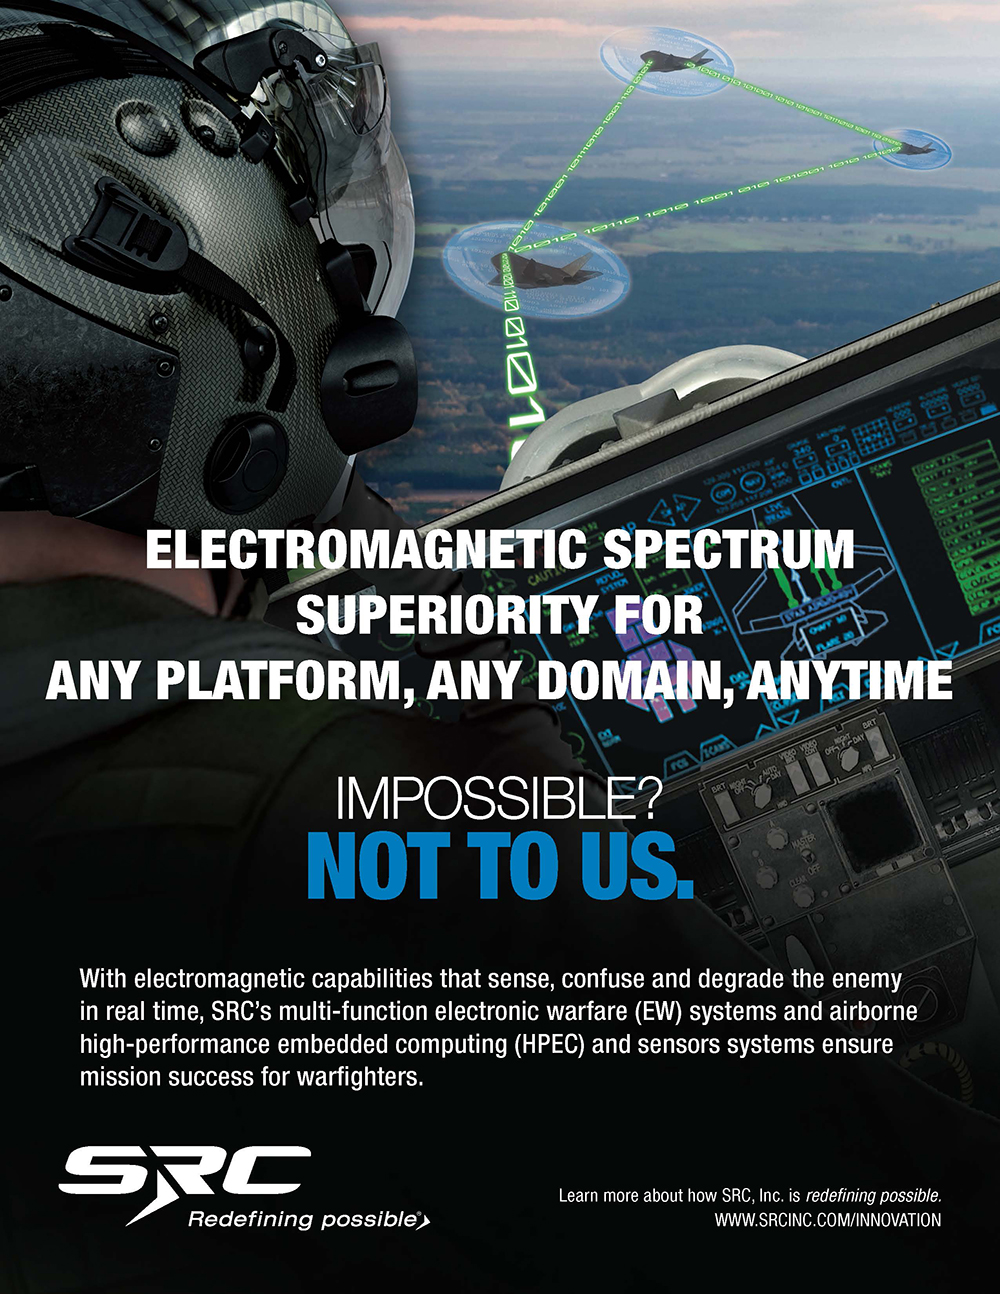 ELECTROMAGNETIC SPECTRUM
SUPERIORITY FOR
ANY PLATFORM, ANY DOMAIN, ANYTIME
IMPOSSIBLE?
NOT TO US.
With electromagnetic capabilities that sense, confuse and degrade the enemy
in real time, SRC's multi-function electronic warfare (EW) systems and airborne
high-performance embedded computing (HPEC) and sensors systems ensure
mission success for warfighters.
SRC
Redefining possible®
Learn more about how SRC, Inc. is redefining possible.
WWW.SRCINC.COM/INNOVATION